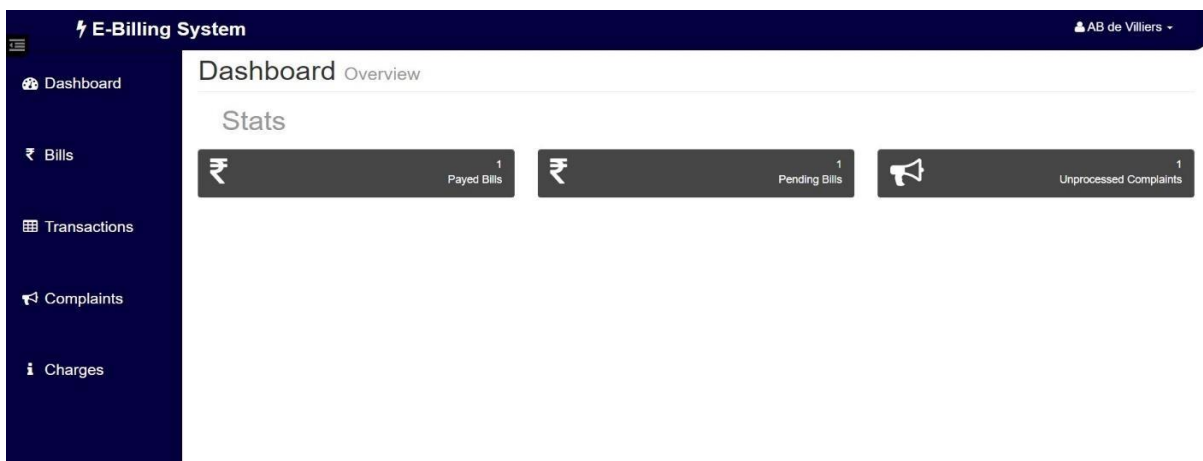 E-Billing System
AB de Villiers
Dashboard
Bills
Transactions
Complaints
Charges
Dashboard Overview
Stats
₹
1
Payed Bills
₹
1
Pending Bills
1
Unprocessed Complaints